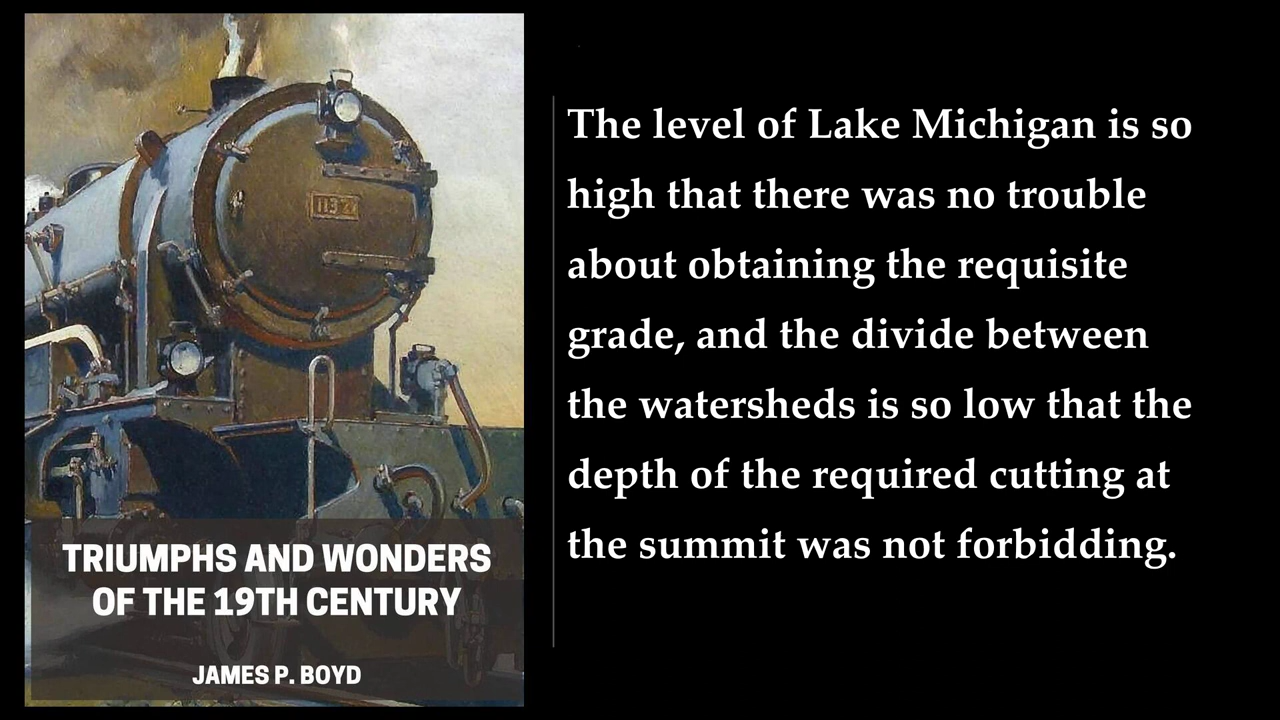 1132
TRIUMPHS AND WONDERS
OF THE 19TH CENTURY
JAMES P. BOYD
The level of Lake Michigan is so
high that there was no trouble
about obtaining the requisite
grade, and the divide between
the watersheds is so low that the
depth of the required cutting at
the summit was not forbidding.